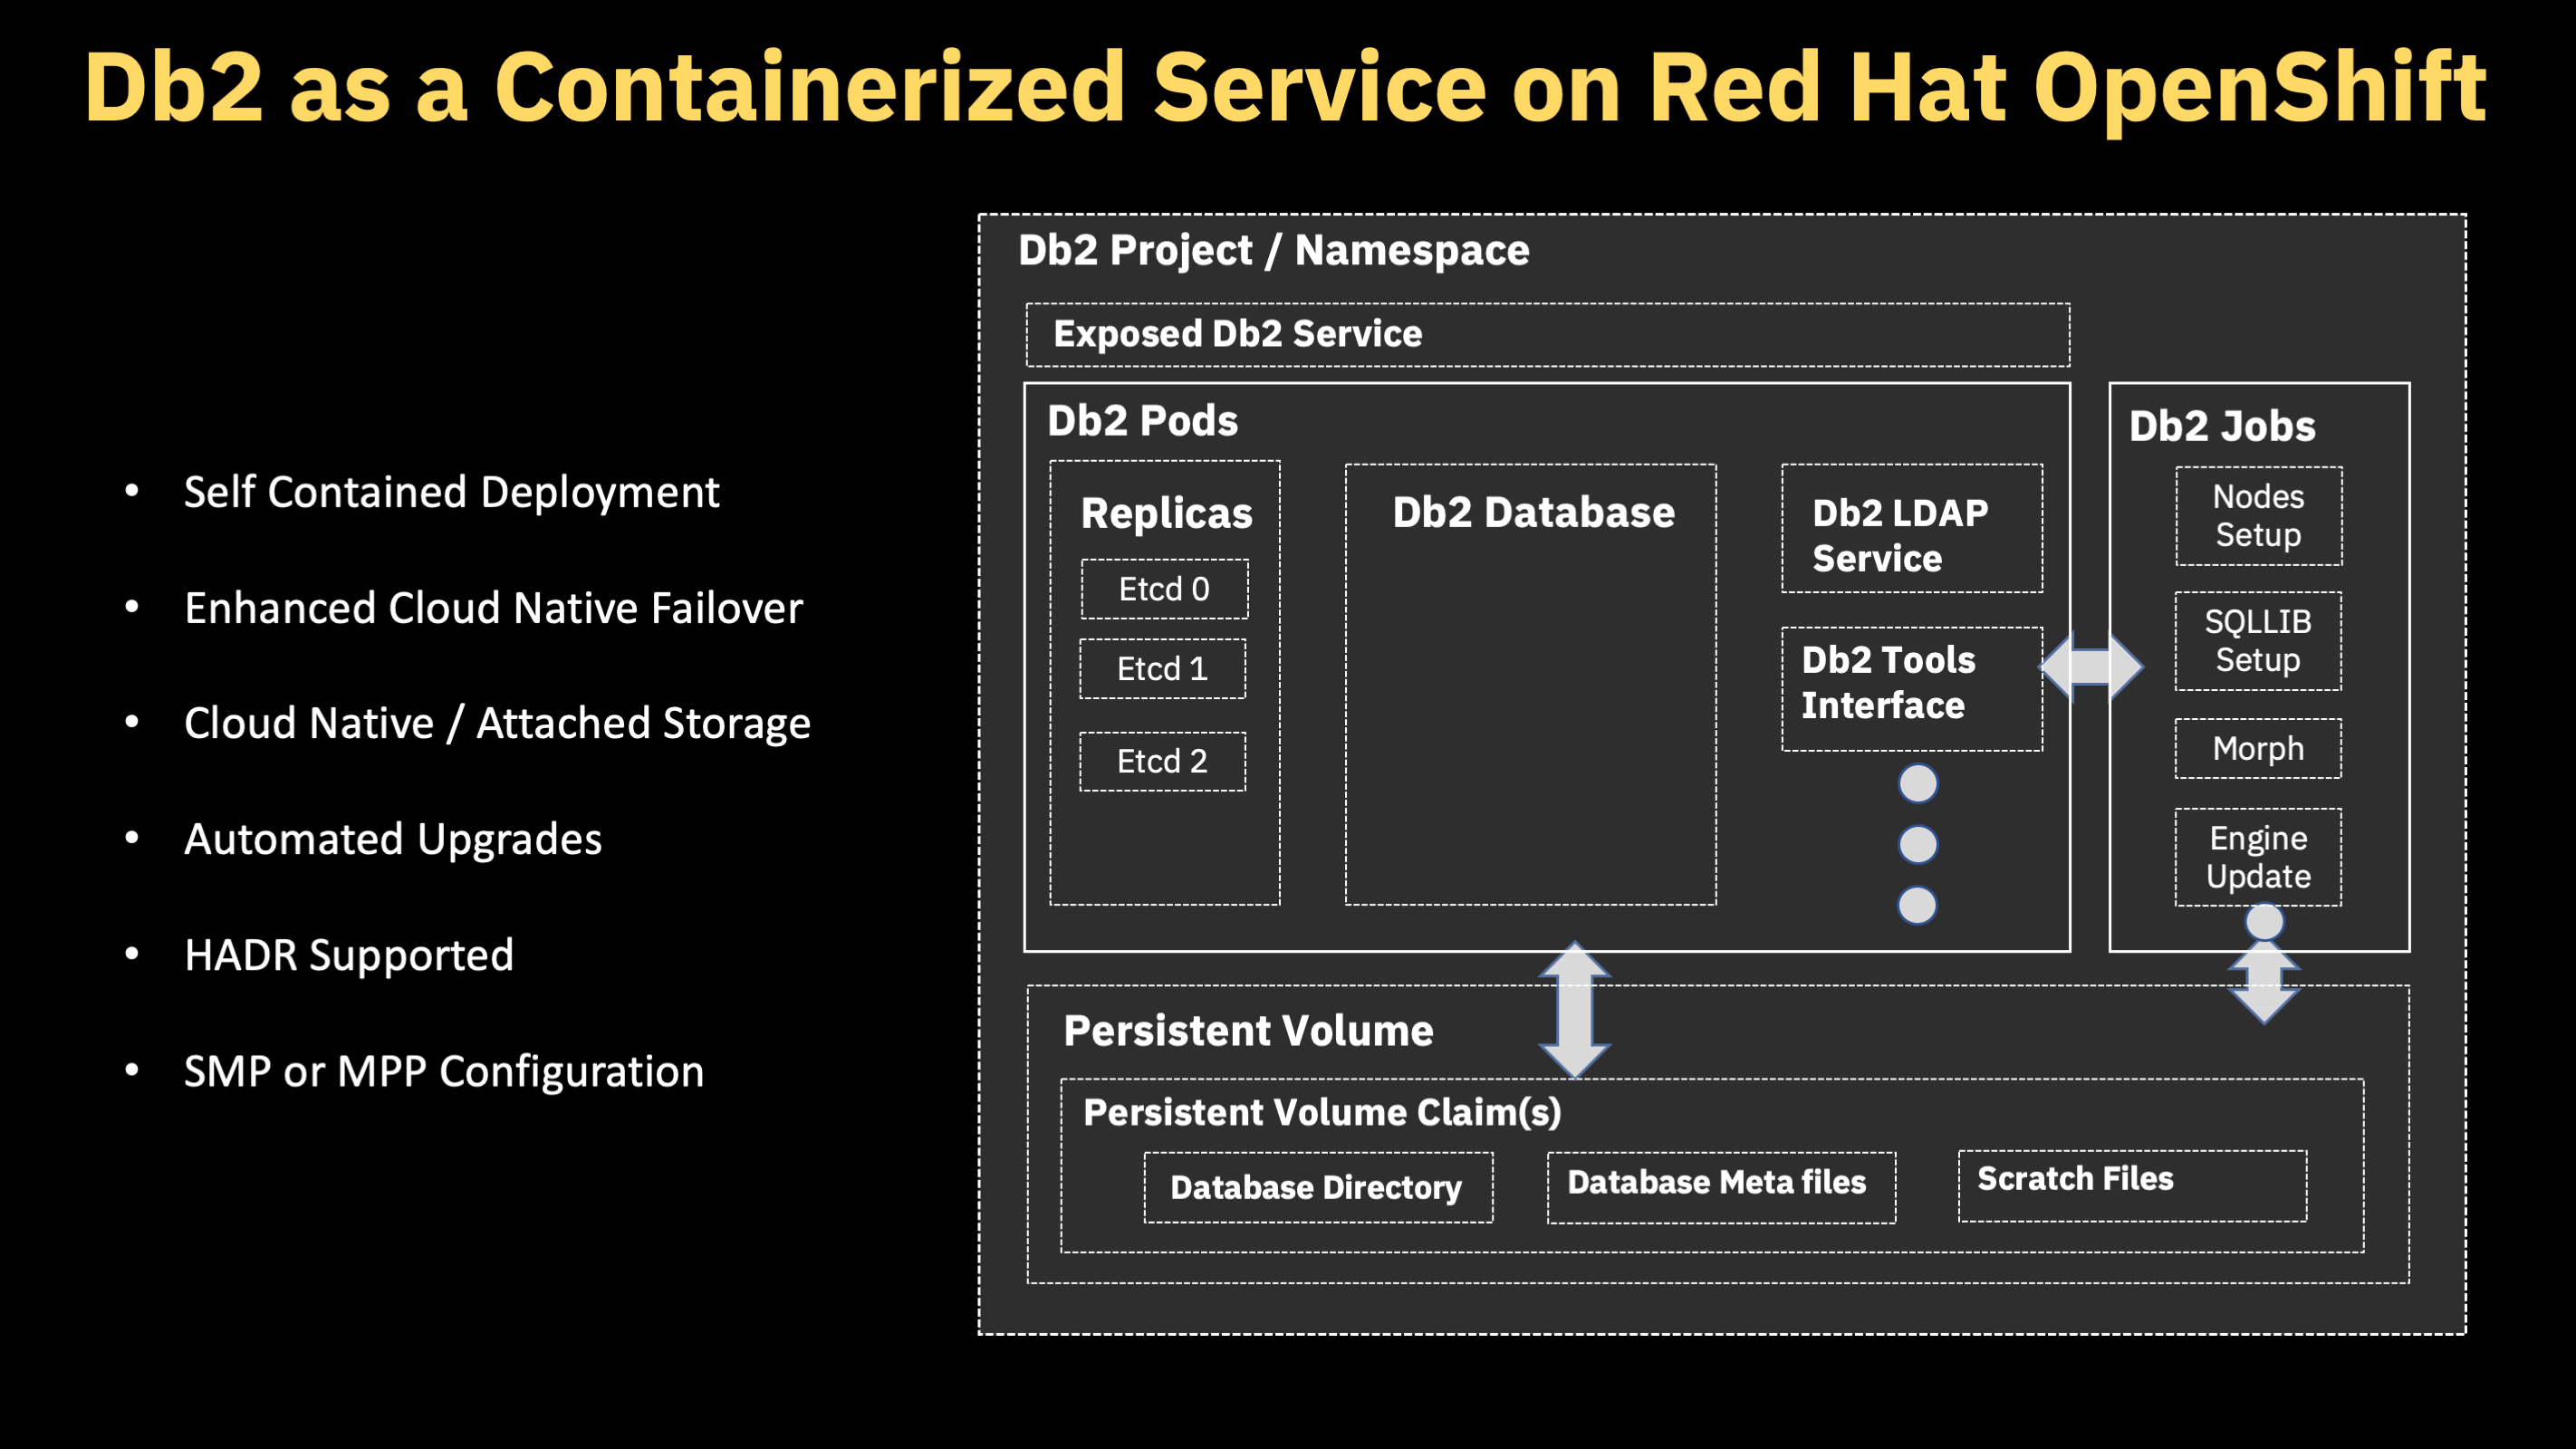 Db2 as a Containerized Service on Red Hat OpenShift
• Self Contained Deployment
• Enhanced Cloud Native Failover
• Cloud Native / Attached Storage
• Automated Upgrades
• HADR Supported
• SMP or MPP Configuration
Db2 Project / Namespace
Exposed Db2 Service
Db2 Pods
Replicas
Etcd 0
Etcd 1
Etcd 2
Db2 Database
Db2 LDAP
Service
Db2 Tools
Interface
Db2 Jobs
Nodes
Setup
SQLLIB
Setup
Morph
Engine
Update
Persistent Volume
Persistent Volume Claim(s)
Database Directory
Database Meta files
Scratch Files